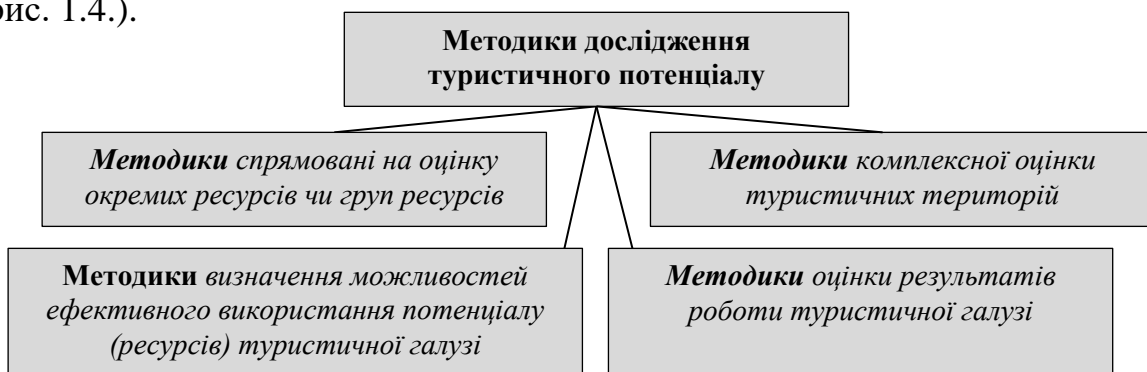 рис. 1.4.).
Методики дослідження
туристичного потенціалу
Методики спрямовані на оцінку
окремих ресурсів чи груп ресурсів
Методики комплексної оцінки
туристичних територій
Методики визначення можливостей
ефективного використання потенціалу
(ресурсів) туристичної галузі
Методики оцінки результатів
роботи туристичної галузі